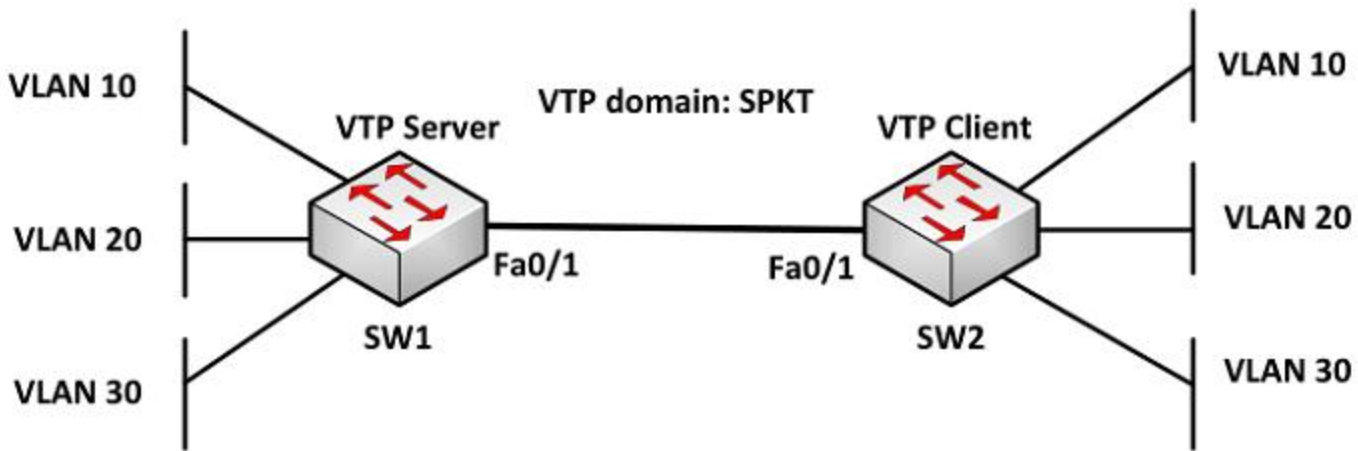 VLAN 10
VLAN 20
VLAN 30
VTP Server
SW1
Fa0/1
VTP domain: SPKT
VTP Client
Fa0/1
SW2
VLAN 10
VLAN 20
VLAN 30